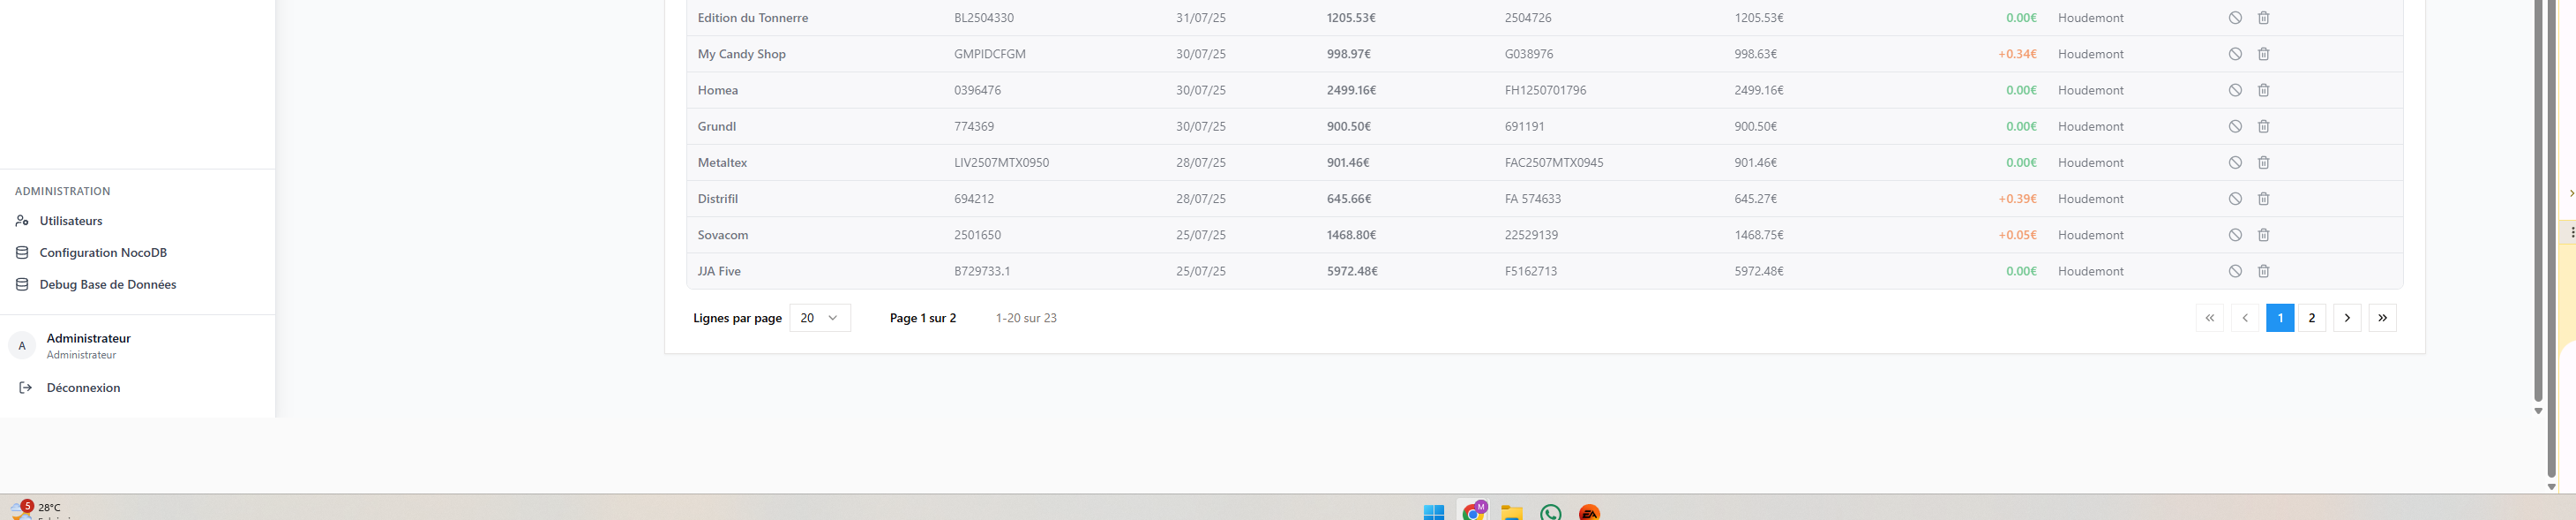 Edition du Tonnerre BL2504330 31/07/25 1205.53€ 2504726 1205.53€ 0.00€ Houdemont
My Candy Shop GMPIDCFGM 30/07/25 998.97€ G038976 998.63€ +0.34€ Houdemont
Homea 0396476 30/07/25 2499.16€ FH1250701796 2499.16€ 0.00€ Houdemont
Grundl 774369 30/07/25 900.50€ 691191 900.50€ 0.00€ Houdemont
Metaltex LIV2507MTX0950 28/07/25 901.46€ FAC2507MTX0945 901.46€ 0.00€ Houdemont
Distrifil 694212 28/07/25 645.66€ FA 574633 645.27€ +0.39€ Houdemont
Sovacom 2501650 25/07/25 1468.80€ 22529139 1468.75€ +0.05€ Houdemont
JJA Five B729733.1 25/07/25 5972.48€ F5162713 5972.48€ 0.00€ Houdemont
Lignes par page 20 Page 1 sur 2 1-20 sur 23 « ‹ 1 2 › »
ADMINISTRATION
Utilisateurs
Configuration NocoDB
Debug Base de Données
A Administrateur
Administrateur
Déconnexion
5 28°C
M
EA